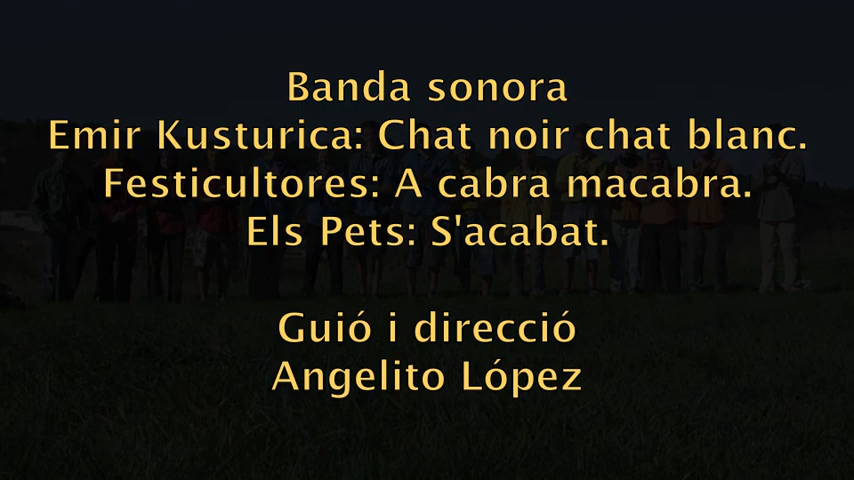 Banda sonora
Emir Kusturica: Chat noir chat blanc.
Festicultores: A cabra macabra.
Els Pets: S'acabat.
Guió i direcció
Angelito López